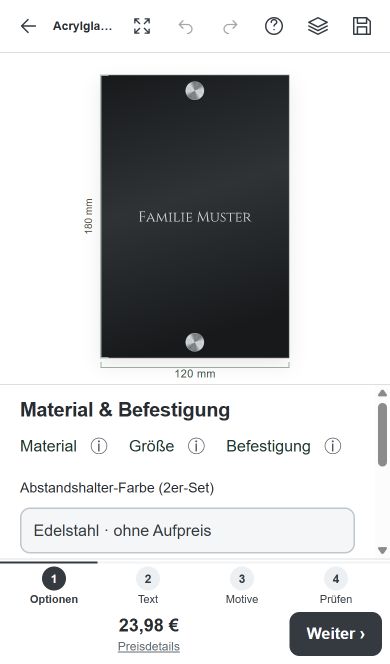 Acrylgla...
180 mm
FAMILIE MUSTER
120 mm
Material & Befestigung
Material ⓘ Größe ⓘ Befestigung ⓘ
Abstandshalter-Farbe (2er-Set)
Edelstahl · ohne Aufpreis
1 2 3 4
Optionen Text Motive Prüfen
23,98 €
Preisdetails
Weiter ›